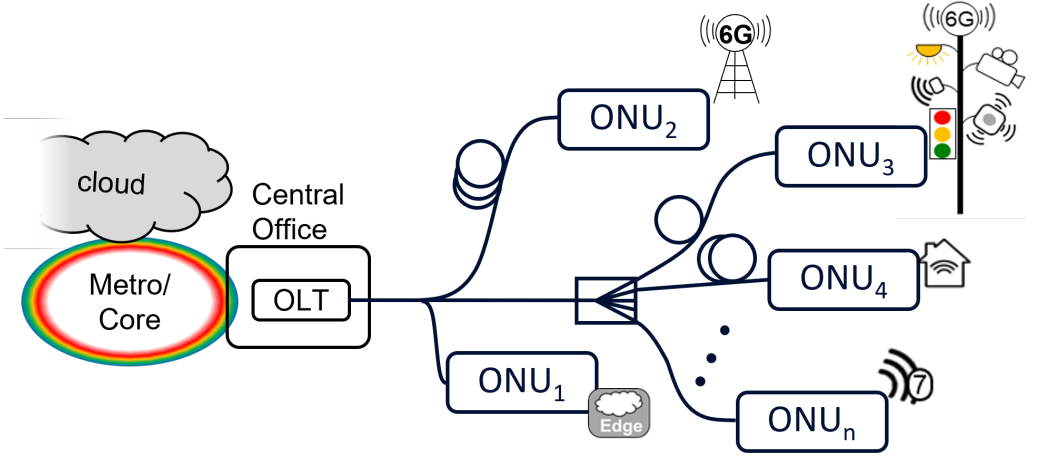 6G
6G
ONU2
ONU3
cloud
Central
Office
Metro/
Core
OLT
ONU4
ONU1
Edge
7
ONUn